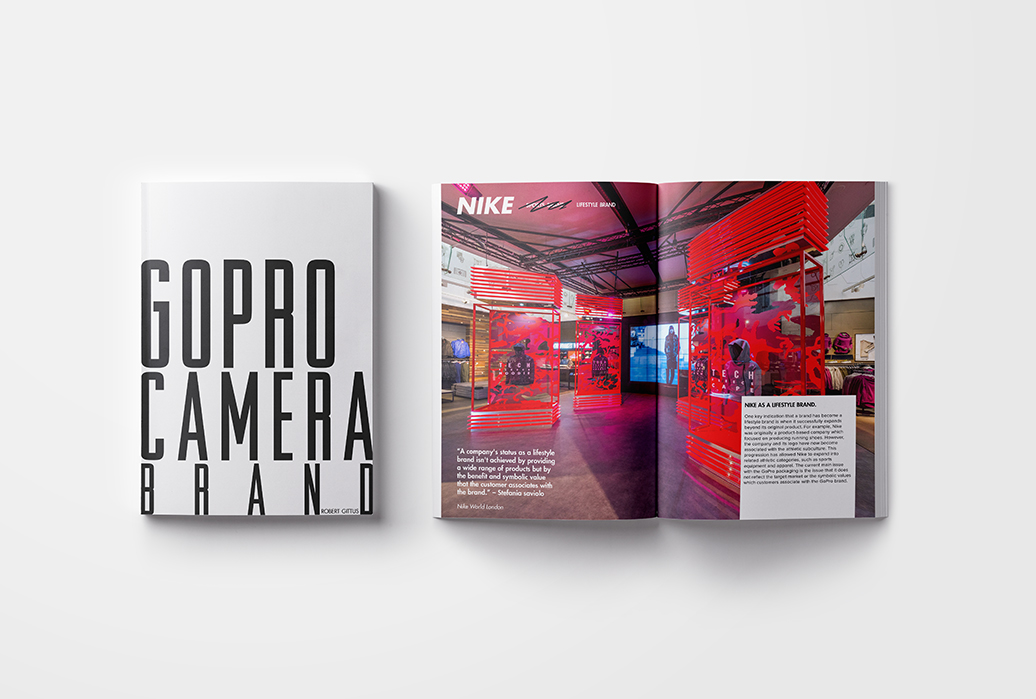 GOPRO
CAMERA
BRAND
ROBERT GITTUS
NIKE
LIFESTYLE BRAND
TECH
TECH
"A company's status as a lifestyle
brand isn't achieved by providing
a wide range of products but by
the benefit and symbolic value
that the customer associates with
the brand." – Stefania saviolo
Nike World London
NIKE AS A LIFESTYLE BRAND.
One key indication that a brand has become a
lifestyle brand is when it successfully expands
beyond its original product. For example, Nike
was originally a product-based company which
focused on producing running shoes. However,
the company and its logo have now become
associated with the athletic subculture. This
progression has allowed Nike to expand into
related athletic categories, such as sports
equipment and apparel. The current main issue
with the GoPro packaging is the issue that it does
not reflect the target market or the symbolic values
which customers associate with the GoPro brand.